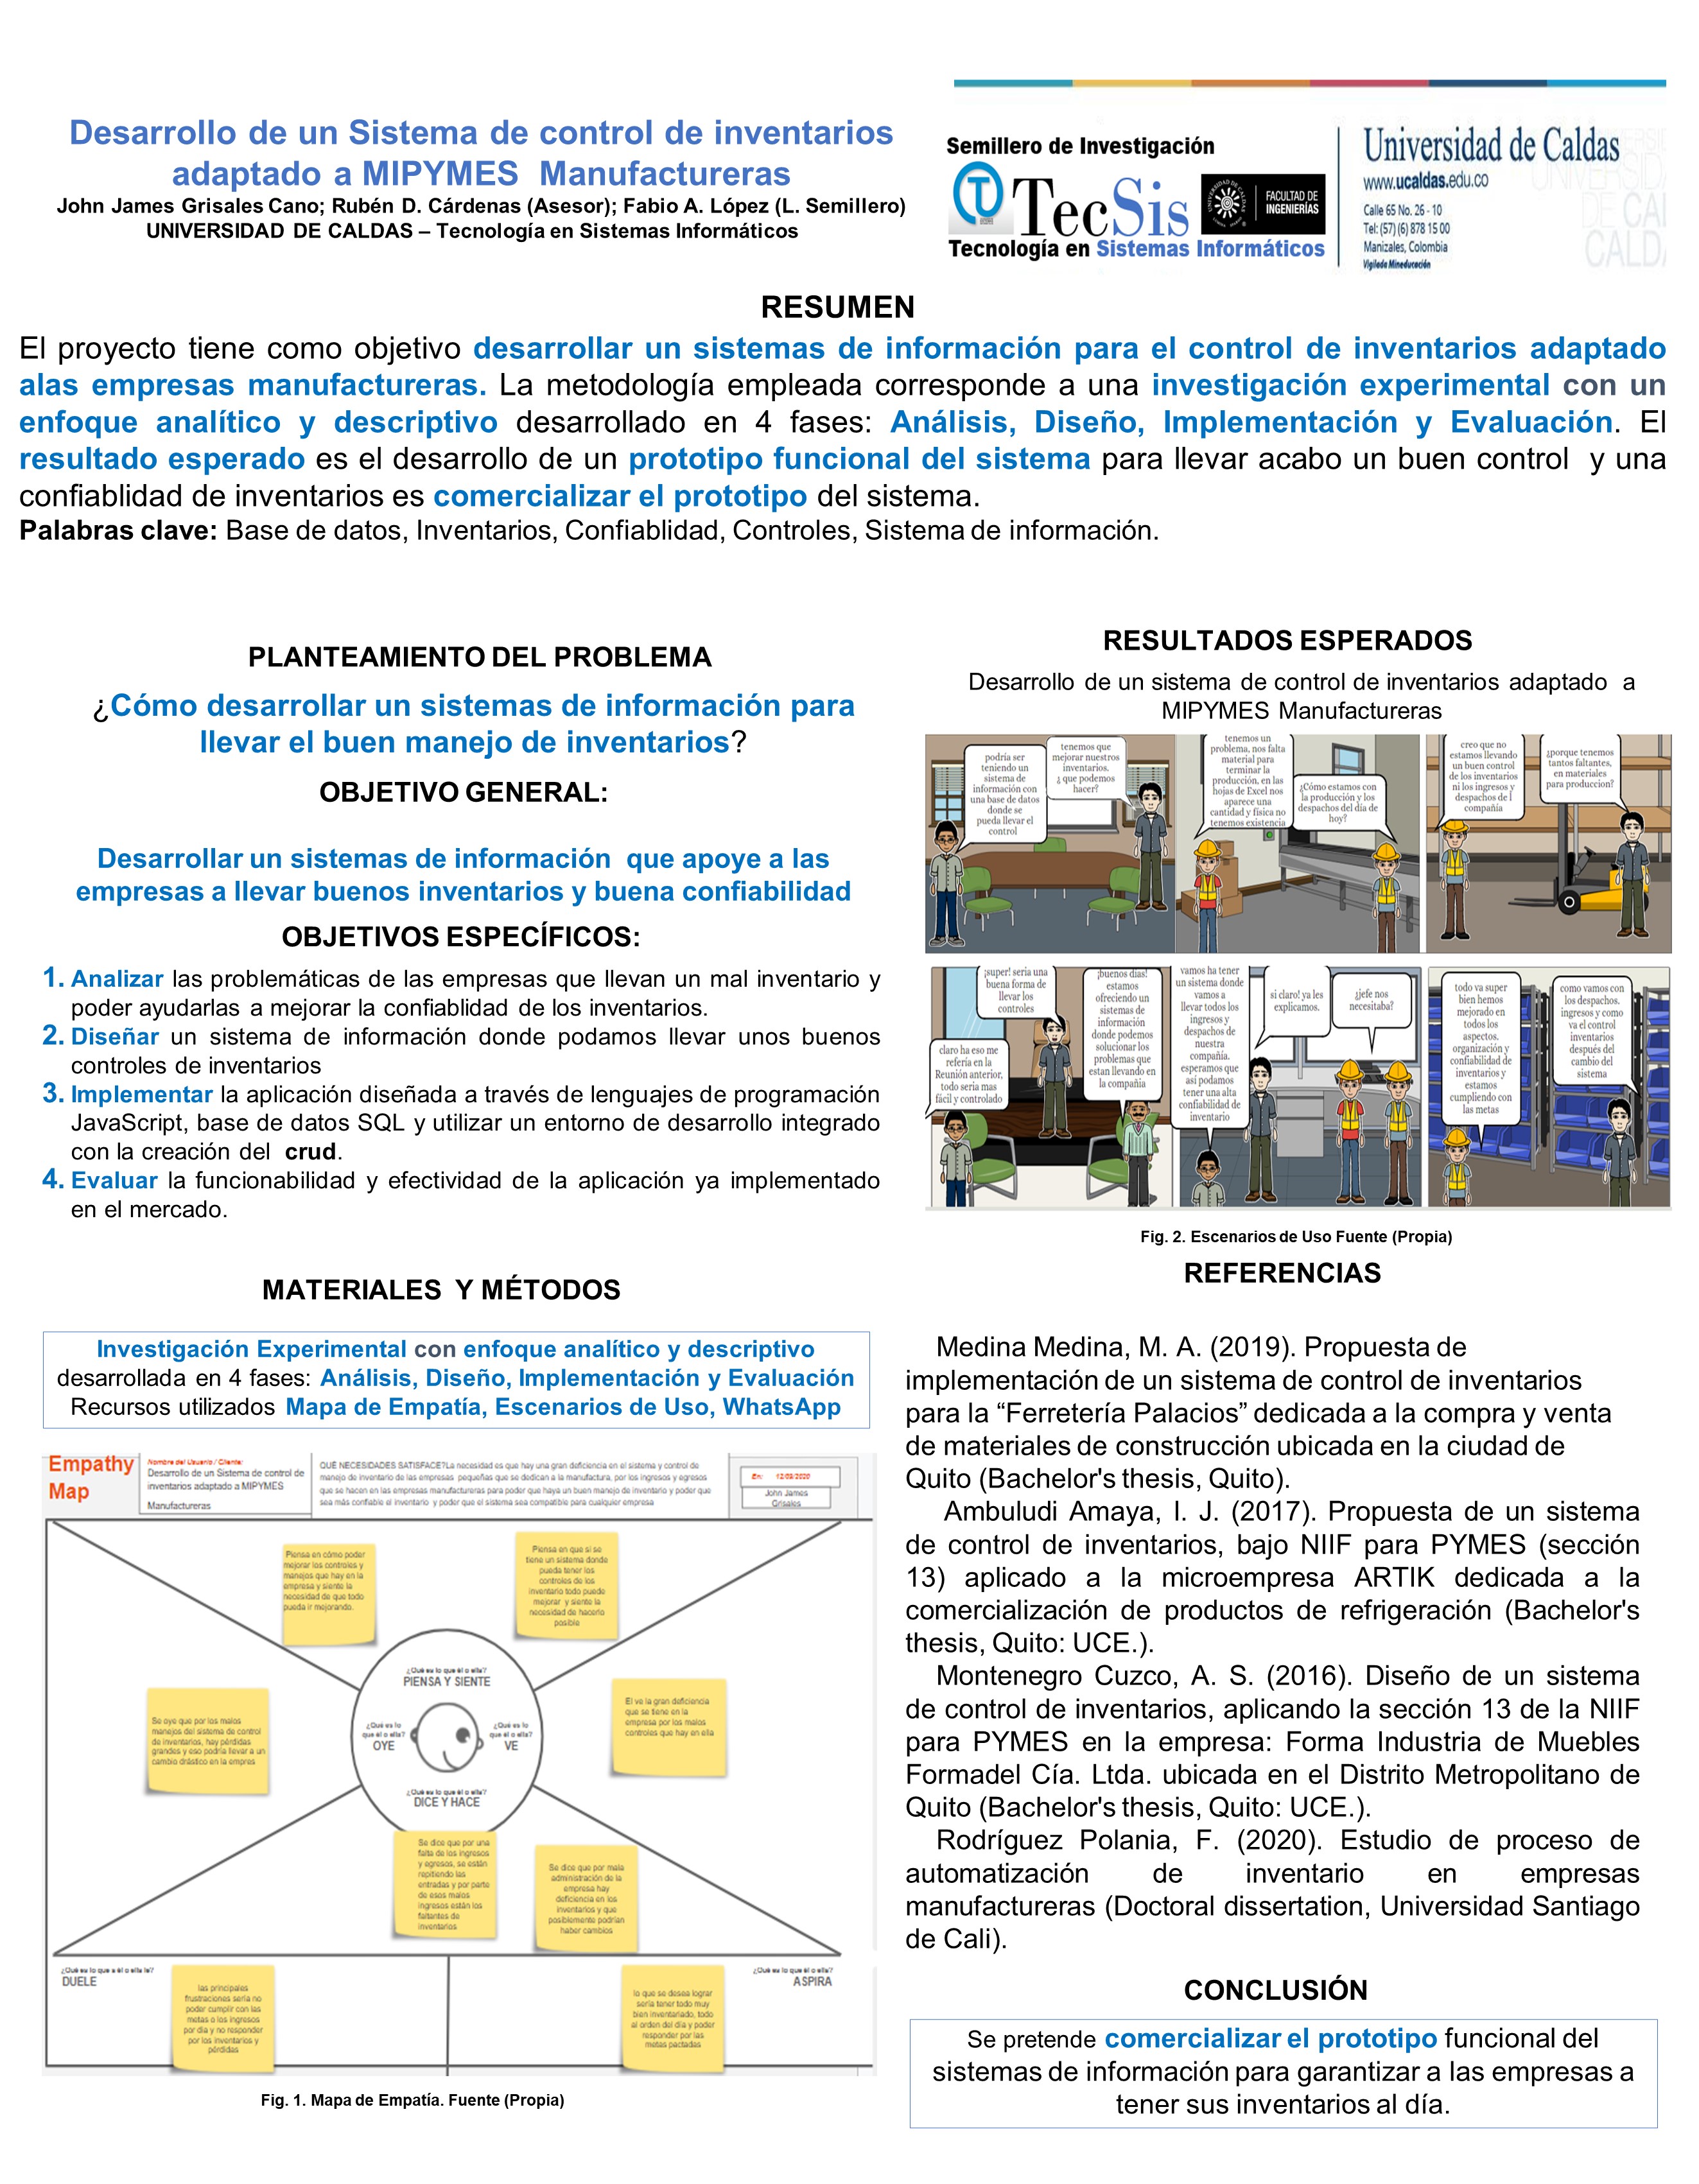 Desarrollo de un Sistema de control de inventarios
adaptado a MIPYMES Manufactureras
John James Grisales Cano; Rubén D. Cárdenas (Asesor); Fabio A. López (L. Semillero)
UNIVERSIDAD DE CALDAS – Tecnología en Sistemas Informáticos
Semillero de Investigación
TecSis
FACULTAD DE
INGENIERÍAS
Tecnología en Sistemas Informáticos
Universidad de Caldas
www.ucaldas.edu.co
Calle 65 No. 26 - 10
Tel: (57) (6) 878 15 00
Manizales, Colombia
Vigilada Mineducación
RESUMEN
El proyecto tiene como objetivo desarrollar un sistemas de información para el control de inventarios adaptado
alas empresas manufactureras. La metodología empleada corresponde a una investigación experimental con un
enfoque analítico y descriptivo desarrollado en 4 fases: Análisis, Diseño, Implementación y Evaluación. El
resultado esperado es el desarrollo de un prototipo funcional del sistema para llevar acabo un buen control y una
confiablidad de inventarios es comercializar el prototipo del sistema.
Palabras clave: Base de datos, Inventarios, Confiablidad, Controles, Sistema de información.
PLANTEAMIENTO DEL PROBLEMA
¿Cómo desarrollar un sistemas de información para
llevar el buen manejo de inventarios?
OBJETIVO GENERAL:
Desarrollar un sistemas de información que apoye a las
empresas a llevar buenos inventarios y buena confiabilidad
OBJETIVOS ESPECÍFICOS:
1. Analizar las problemáticas de las empresas que llevan un mal inventario y
poder ayudarlas a mejorar la confiablidad de los inventarios.
2. Diseñar un sistema de información donde podamos llevar unos buenos
controles de inventarios
3. Implementar la aplicación diseñada a través de lenguajes de programación
JavaScript, base de datos SQL y utilizar un entorno de desarrollo integrado
con la creación del crud.
4. Evaluar la funcionabilidad y efectividad de la aplicación ya implementado
en el mercado.
MATERIALES Y MÉTODOS
Investigación Experimental con enfoque analítico y descriptivo
desarrollada en 4 fases: Análisis, Diseño, Implementación y Evaluación
Recursos utilizados Mapa de Empatía, Escenarios de Uso, WhatsApp
Empathy
Map
Nombre del Usuario / Cliente:
Desarrollo de un Sistema de control de
inventarios adaptado a MIPYMES
Manufactureras
QUÉ NECESIDADES SATISFACE?La necesidad es que hay una gran deficiencia en el sistema y control de
manejo de inventario de las empresas pequeñas que se dedican a la manufactura, por los ingresos y egresos
que se hacen en las empresas manufactureras para poder que haya un buen manejo de inventario y poder que
sea más confiable el inventario y poder que el sistema sea compatible para cualquier empresa
En: 12/09/2020
John James
Grisales
Piensa en cómo poder
mejorar los controles y
manejos que hay en la
empresa y siente la
necesidad de que todo
pueda ir mejorando.
Piensa en que si se
tiene un sistema donde
pueda tener los
controles de los
inventario todo puede
mejorar y siente la
necesidad de hacerlo
posible
¿Qué es lo que él o ella?
PIENSA Y SIENTE
Se oye que por los malos
manejos del sistema de control
de inventarios, hay pérdidas
grandes y eso podría llevar a un
cambio drástico en la empres
¿Qué es lo
que él o ella?
OYE
¿Qué es lo
que él o ella?
VE
El ve la gran deficiencia
que se tiene en la
empresa por los malos
controles que hay en ella
¿Qué es lo que él o ella?
DICE Y HACE
Se dice que por una
falta de los ingresos
y egresos, se están
repitiendo las
entradas y por parte
de esos malos
ingresos están los
faltantes de
inventarios
Se dice que por mala
administración de la
empresa hay
deficiencia en los
inventarios y que
posiblemente podrían
haber cambios
¿Qué es lo que a él o ella le?
DUELE
las principales
frustraciones sería no
poder cumplir con las
metas o los ingresos
por día y no responder
por los inventarios y
pérdidas
¿Qué es lo que él o ella?
ASPIRA
lo que se desea lograr
sería tener todo muy
bien inventariado, todo
al orden del día y poder
responder por las
metas pactadas
Fig. 1. Mapa de Empatía. Fuente (Propia)
RESULTADOS ESPERADOS
Desarrollo de un sistema de control de inventarios adaptado a
MIPYMES Manufactureras
podría ser
teniendo un
sistema de
información con
una base de datos
donde se
pueda llevar el
control
tenemos que
mejorar nuestros
inventarios.
¿ que podemos
hacer?
tenemos un
problema, nos falta
material para
terminar la
producción, en las
hojas de Excel nos
aparece una
cantidad y física no
tenemos existencia
¿Cómo estamos con
la producción y los
despachos del día de
hoy?
creo que no
estamos llevando
un buen control
de los inventarios
ni los ingresos y
despachos de l
compañía
¿porque tenemos
tantos faltantes,
en materiales
para produccion?
claro ha eso me
refería en la
Reunión anterior,
todo seria mas
fácil y controlado
¡super! seria una
buena forma de
llevar los
controles
¡buenos dias!
estamos
ofreciendo un
sistemas de
información
donde podemos
solucionar los
problemas que
estan llevando en
la compañia
vamos ha tener
un sistema donde
vamos a
llevar todos los
ingresos y
despachos de
nuestra
compañía.
esperamos que
así podamos
tener una alta
confiabilidad de
inventario
si claro! ya les
explicamos.
¿jefe nos
necesitaba?
todo va super
bien hemos
mejorado en
todos los
aspectos.
organización y
confiabilidad de
inventarios y
estamos
cumpliendo con
las metas
como vamos con
los despachos.
ingresos y como
va el control
inventarios
después del
cambio del
sistema
Fig. 2. Escenarios de Uso Fuente (Propia)
REFERENCIAS
Medina Medina, M. A. (2019). Propuesta de
implementación de un sistema de control de inventarios
para la “Ferretería Palacios” dedicada a la compra y venta
de materiales de construcción ubicada en la ciudad de
Quito (Bachelor's thesis, Quito).
Ambuludi Amaya, I. J. (2017). Propuesta de un sistema
de control de inventarios, bajo NIIF para PYMES (sección
13) aplicado a la microempresa ARTIK dedicada a la
comercialización de productos de refrigeración (Bachelor's
thesis, Quito: UCE.).
Montenegro Cuzco, A. S. (2016). Diseño de un sistema
de control de inventarios, aplicando la sección 13 de la NIIF
para PYMES en la empresa: Forma Industria de Muebles
Formadel Cía. Ltda. ubicada en el Distrito Metropolitano de
Quito (Bachelor's thesis, Quito: UCE.).
Rodríguez Polania, F. (2020). Estudio de proceso de
automatización de inventario en empresas
manufactureras (Doctoral dissertation, Universidad Santiago
de Cali).
CONCLUSIÓN
Se pretende comercializar el prototipo funcional del
sistemas de información para garantizar a las empresas a
tener sus inventarios al día.